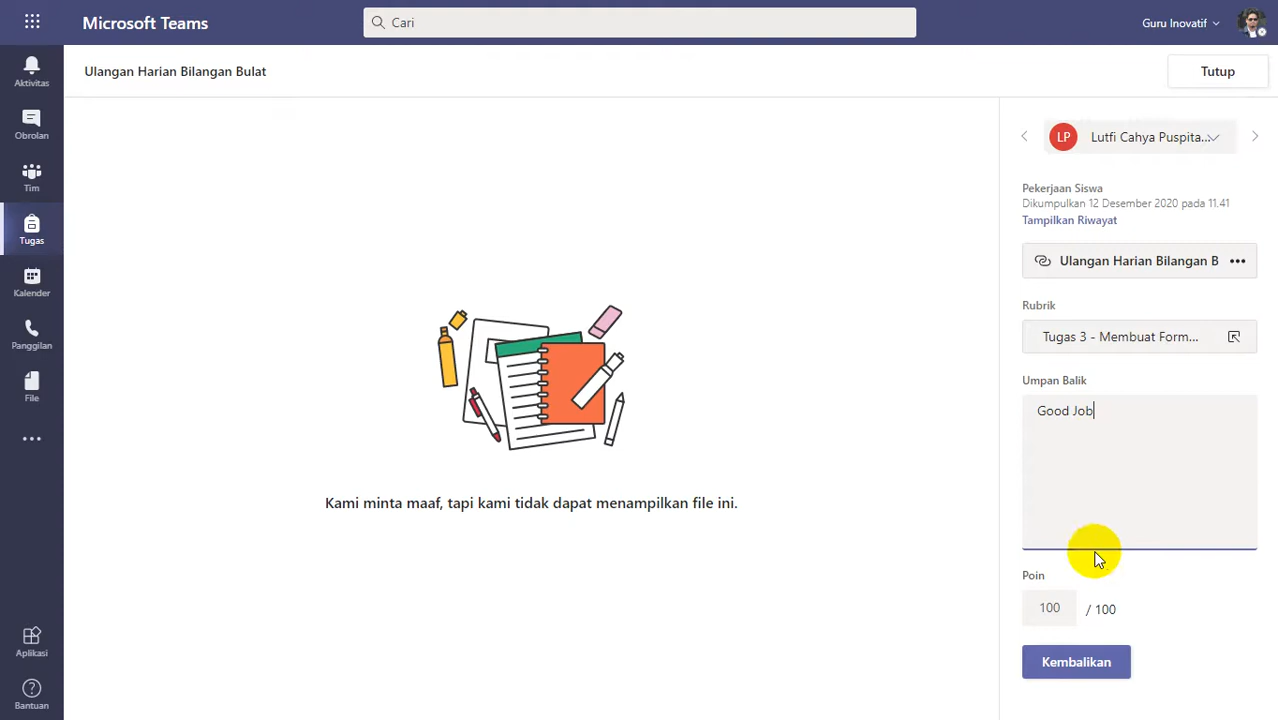 Microsoft Teams
Cari
Guru Inovatif
Aktivitas
Obrolan
Tim
Tugas
Kalender
Panggilan
File
Aplikasi
Bantuan
Ulangan Harian Bilangan Bulat
Tutup
Kami minta maaf, tapi kami tidak dapat menampilkan file ini.
LP
Lutfi Cahya Puspita...
Pekerjaan Siswa
Dikumpulkan 12 Desember 2020 pada 11.41
Tampilkan Riwayat
Ulangan Harian Bilangan B
Rubrik
Tugas 3 - Membuat Form...
Umpan Balik
Good Job
Poin
100 / 100
Kembalikan